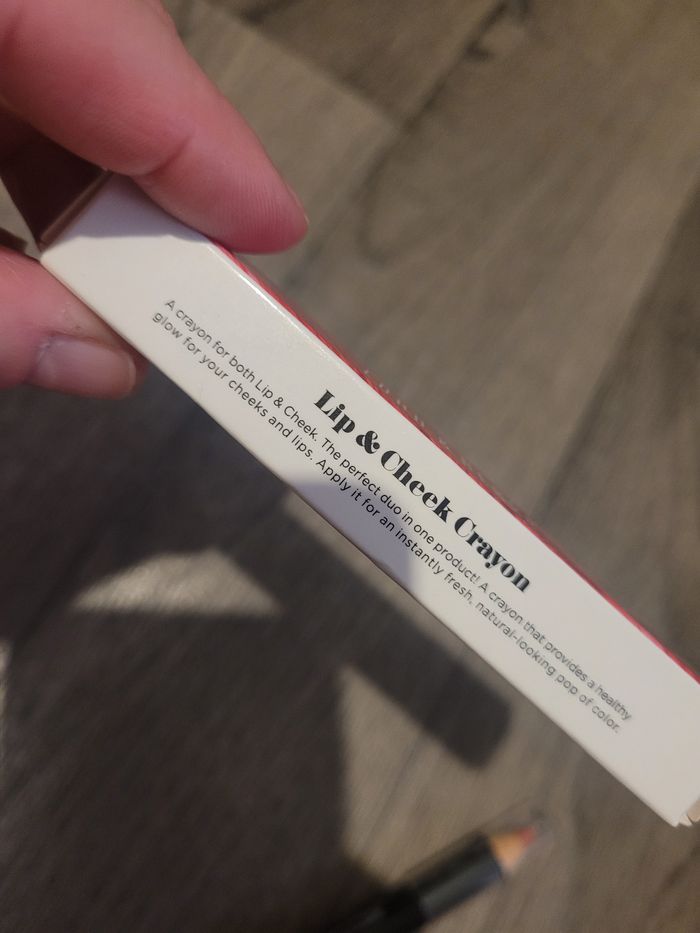 Lip & Cheek Crayon
A crayon for both Lip & Cheek. The perfect duo in one product! A crayon that provides a healthy
glow for your cheeks and lips. Apply it for an instantly fresh, natural-looking pop of color.